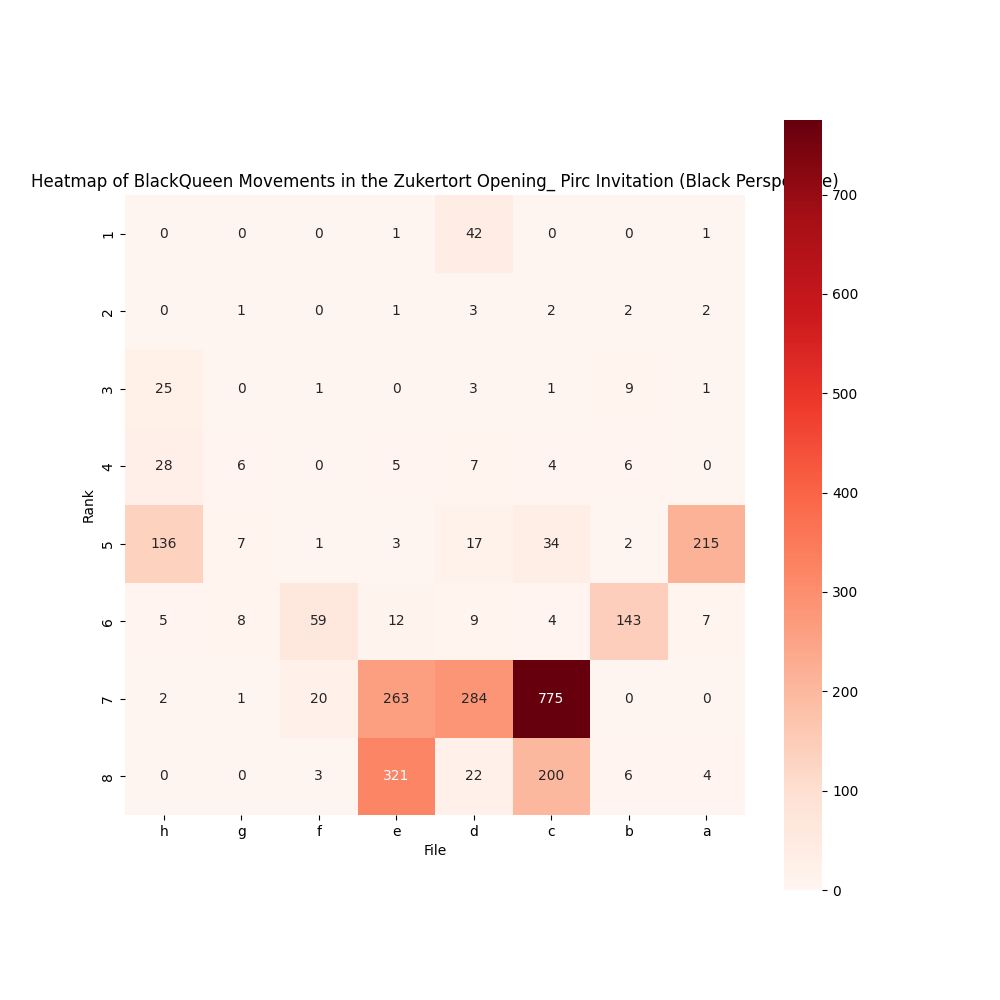 Heatmap of BlackQueen Movements in the Zukertort Opening_ Pirc Invitation (Black Persp e)
1 0 0 0 1 42 0 0 1
2 0 1 0 1 3 2 2 2
3 25 0 1 0 3 1 9 1
4 28 6 0 5 7 4 6 0
Rank
5 136 7 1 3 17 34 2 215
6 5 8 59 12 9 4 143 7
7 2 1 20 263 284 775 0 0
8 0 0 3 321 22 200 6 4
h g f e d c b a
File
700
600
500
400
300
200
100
0